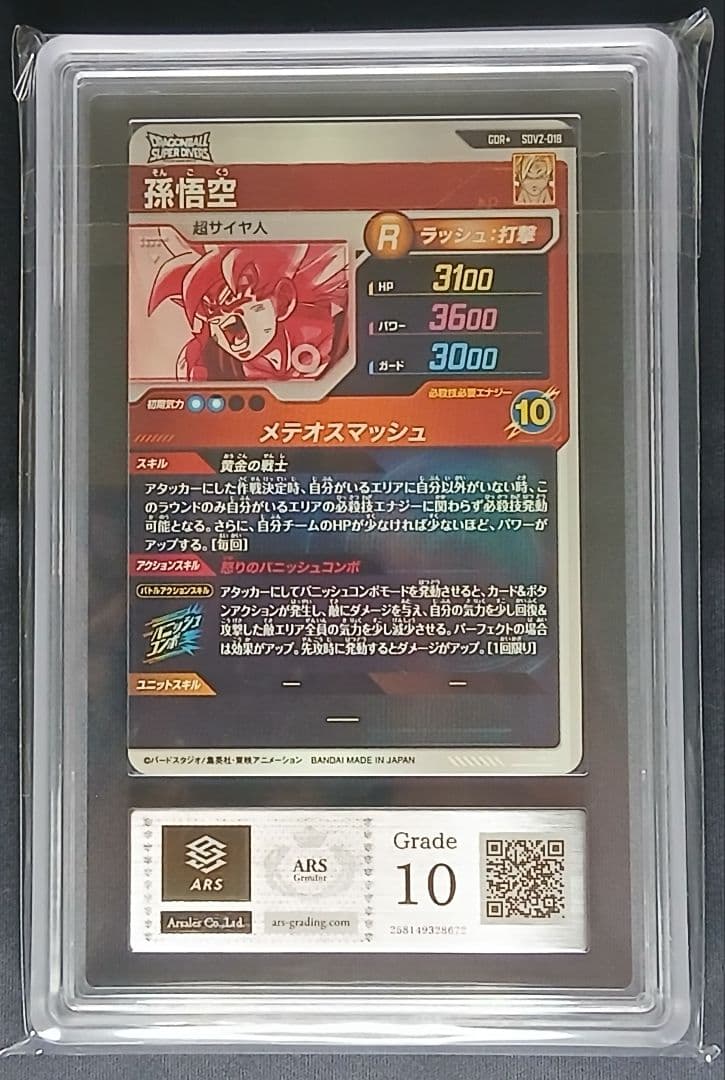 DRAGONBALL
SUPER DIVERS
GDR★ SDV2-018
そん ご くう
孫悟空
超サイヤ人
R ラッシュ:打撃
HP 3100
パワー 3600
ガード 3000
初期気力
必殺技必要エナジー
10
メテオスマッシュ
スキル
おう ごん せん し
黄金の戦士
アタッカーにした作戦決定時、自分がいるエリアに自分以外がいない時、こ
のラウンドのみ自分がいるエリアの必殺技エナジーに関わらず必殺技発動
可能となる。さらに、自分チームのHPが少なければ少ないほど、パワーが
アップする。[毎回]
アクションスキル
怒りのバニッシュコンボ
バトルアクションスキル
バニッシュ
コンボ
アタッカーにしてバニッシュコンボモードを発動させると、カード&ボタ
ンアクションが発生し、敵にダメージを与え、自分の気力を少し回復&
攻撃した敵エリア全員の気力を少し減少させる。パーフェクトの場合
は効果がアップ。先攻時に発動するとダメージがアップ。[1回限り]
ユニットスキル
—
—
—
©バードスタジオ/集英社・東映アニメーション BANDAI MADE IN JAPAN
ARS
Arsales Co.,Ltd.
ARS
Grender
ars-grading.com
Grade
10
258149328672